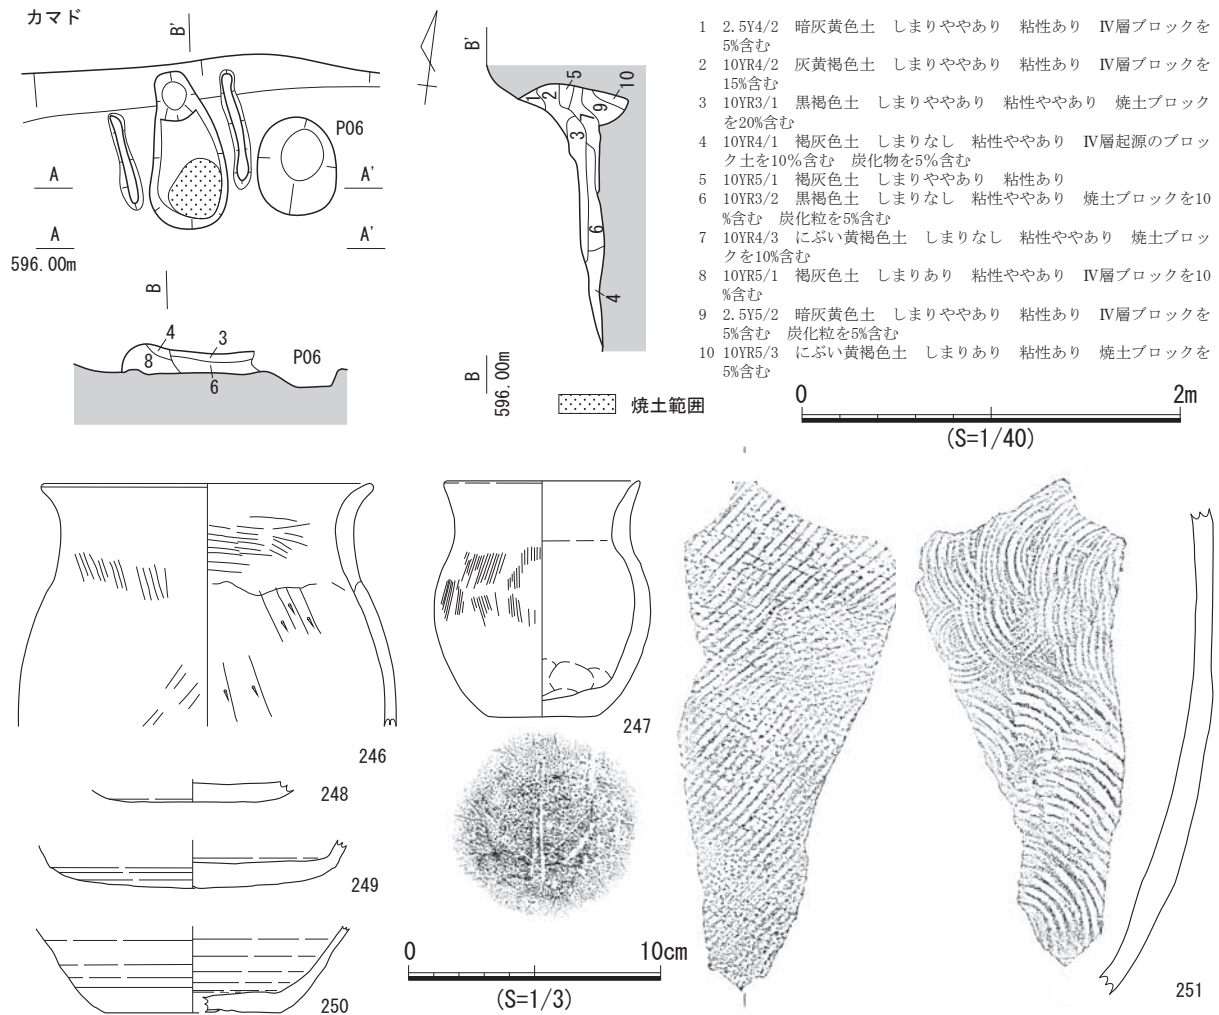 カマド
B'
P06
A
A'
A
A'
596.00m
B
4
3
8
6
P06
B'
5
10
1
2
9
7
3
6
4
B
596.00m
焼土範囲
1 2.5Y4/2 暗灰黄色土 しまりややあり 粘性あり Ⅳ層ブロックを
5%含む
2 10YR4/2 灰黄褐色土 しまりややあり 粘性あり Ⅳ層ブロックを
15%含む
3 10YR3/1 黒褐色土 しまりややあり 粘性ややあり 焼土ブロック
を20%含む
4 10YR4/1 褐灰色土 しまりなし 粘性ややあり Ⅳ層起源のブロッ
ク土を10%含む 炭化物を5%含む
5 10YR5/1 褐灰色土 しまりややあり 粘性あり
6 10YR3/2 黒褐色土 しまりなし 粘性ややあり 焼土ブロックを10
%含む 炭化粒を5%含む
7 10YR4/3 にぶい黄褐色土 しまりなし 粘性ややあり 焼土ブロッ
クを10%含む
8 10YR5/1 褐灰色土 しまりあり 粘性ややあり Ⅳ層ブロックを10
%含む
9 2.5Y5/2 暗灰黄色土 しまりややあり 粘性あり Ⅳ層ブロックを
5%含む 炭化粒を5%含む
10 10YR5/3 にぶい黄褐色土 しまりあり 粘性あり 焼土ブロックを
5%含む
0 2m
(S=1/40)
246
247
248
249
250
0 10cm
(S=1/3)
251